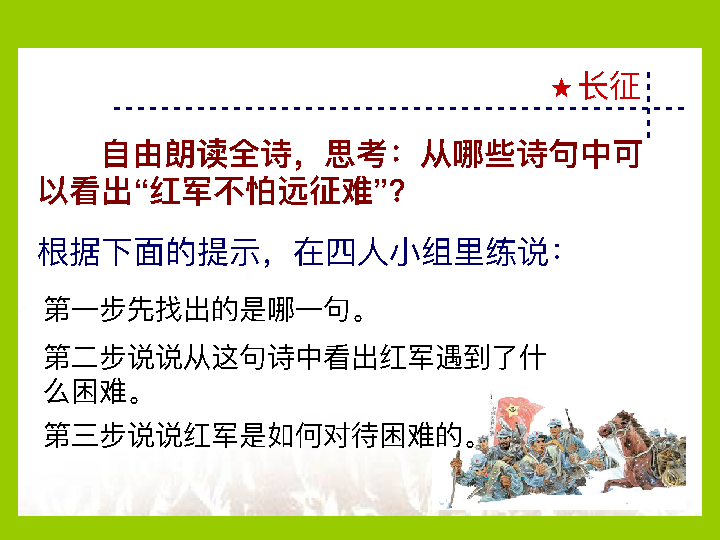 ★长征
自由朗读全诗，思考：从哪些诗句中可
以看出“红军不怕远征难”？
根据下面的提示，在四人小组里练说：
第一步先找出的是哪一句。
第二步说说从这句诗中看出红军遇到了什
么困难。
第三步说说红军是如何对待困难的。